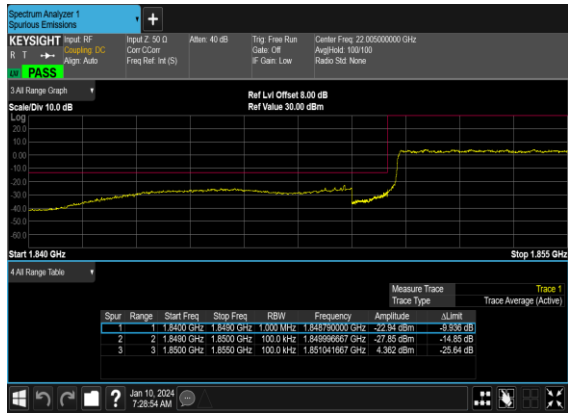 Spectrum Analyzer 1
Spurious Emissions
KEYSIGHT
R T
PASS
Input: RF
Coupling: DC
Align: Auto
Input Z: 50 Ω
Corr CCorr
Freq Ref: Int (S)
Atten: 40 dB
Trig: Free Run
Gate: Off
IF Gain: Low
Center Freq: 22.005000000 GHz
Avg|Hold: 100/100
Radio Std: None
3 All Range Graph
Scale/Div 10.0 dB
Ref Lvl Offset 8.00 dB
Ref Value 30.00 dBm
Log
20.0
10.0
0.00
-10.0
-20.0
-30.0
-40.0
-50.0
-60.0
Start 1.840 GHz
Stop 1.855 GHz
4 All Range Table
Measure Trace Trace 1
Trace Type Trace Average (Active)
Spur Range Start Freq Stop Freq RBW Frequency Amplitude ΔLimit
1 1 1.8400 GHz 1.8490 GHz 1.000 MHz 1.848790000 GHz -22.94 dBm -9.936 dB
2 2 1.8490 GHz 1.8500 GHz 100.0 kHz 1.849996667 GHz -27.85 dBm -14.85 dB
3 3 1.8500 GHz 1.8550 GHz 100.0 kHz 1.851041667 GHz 4.362 dBm -25.64 dB
Jan 10, 2024
7:28:54 AM